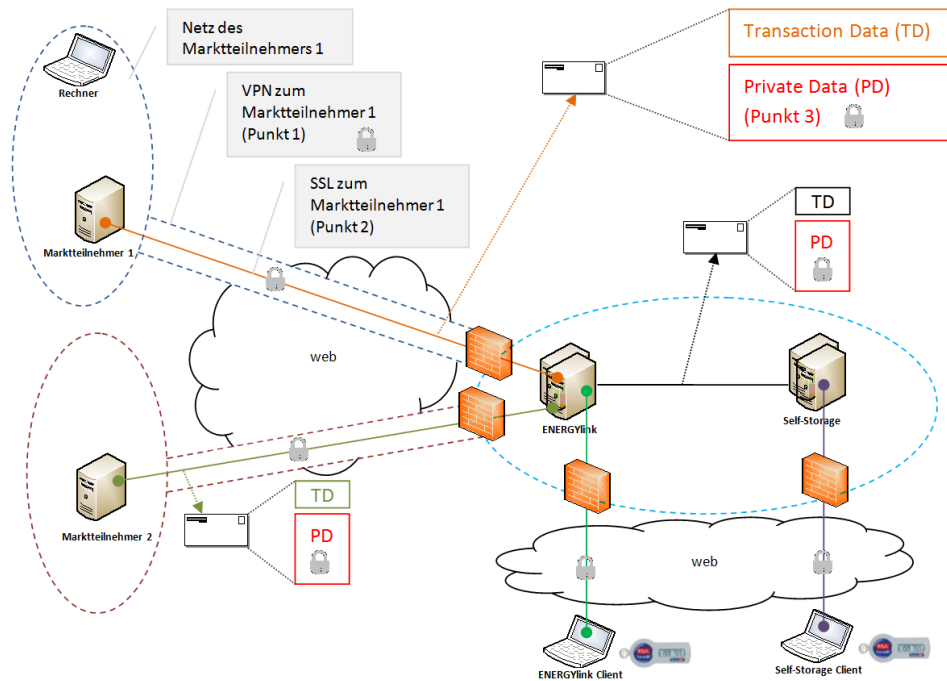 Netz des
Marktteilnehmers 1
Transaction Data (TD)
Rechner
VPN zum
Marktteilnehmer 1
(Punkt 1)
Private Data (PD)
(Punkt 3)
SSL zum
Marktteilnehmer 1
(Punkt 2)
TD
PD
Marktteilnehmer 1
web
ENERGYlink
Self-Storage
TD
PD
Marktteilnehmer 2
web
ENERGYlink Client
Self-Storage Client
RSA
RSA